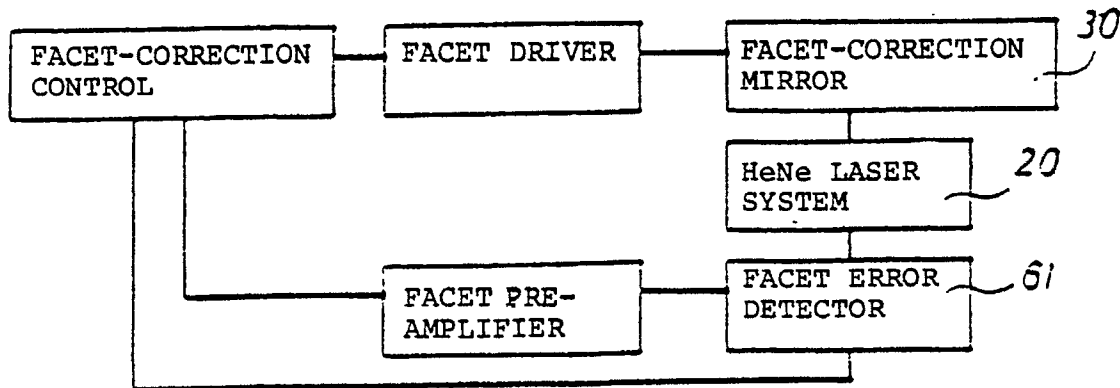 FACET-CORRECTION
CONTROL
FACET DRIVER
FACET-CORRECTION
MIRROR
30
HeNe LASER
SYSTEM
20
FACET PRE-
AMPLIFIER
FACET ERROR
DETECTOR
61